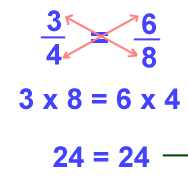 3/4 = 6/8
3 x 8 = 6 x 4
24 = 24